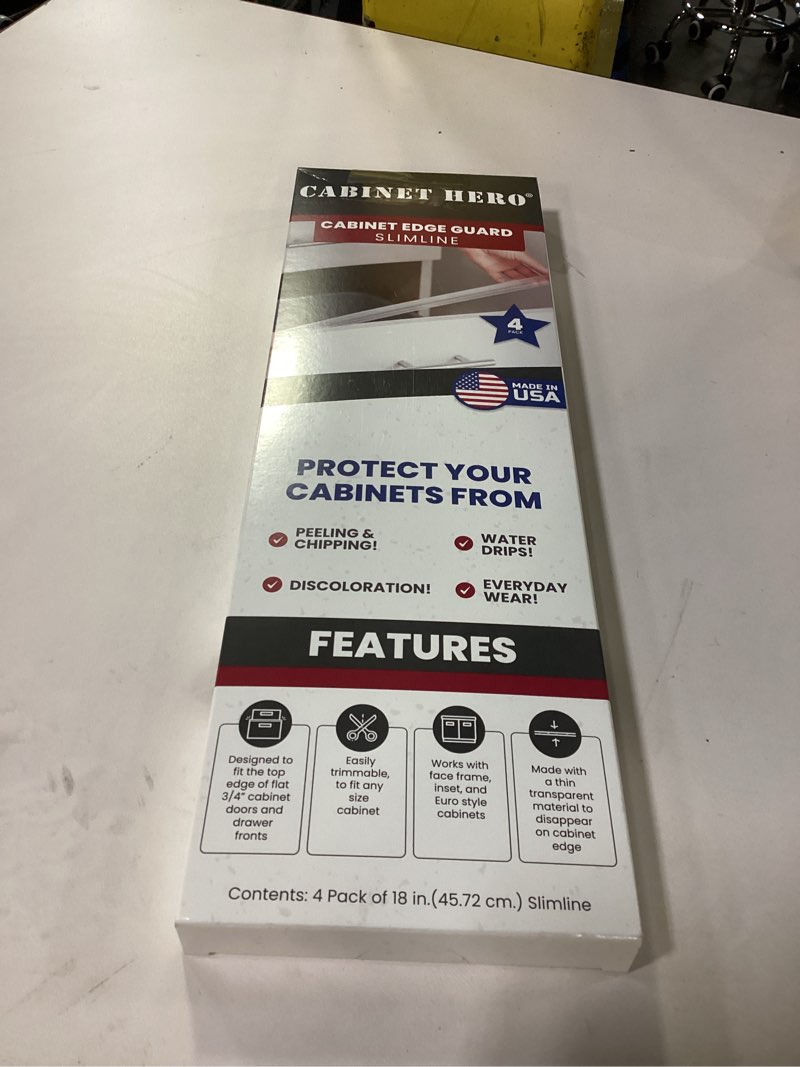 CABINET HERO®
CABINET EDGE GUARD
SLIMLINE
4
PACK
MADE IN
USA
PROTECT YOUR
CABINETS FROM
PEELING &
CHIPPING!
WATER
DRIPS!
DISCOLORATION!
EVERYDAY
WEAR!
FEATURES
Designed to
fit the top
edge of flat
3/4" cabinet
doors and
drawer
fronts
Easily
trimmable,
to fit any
size
cabinet
Works with
face frame,
inset, and
Euro style
cabinets
Made with
a thin
transparent
material to
disappear
on cabinet
edge
Contents: 4 Pack of 18 in.(45.72 cm.) Slimline